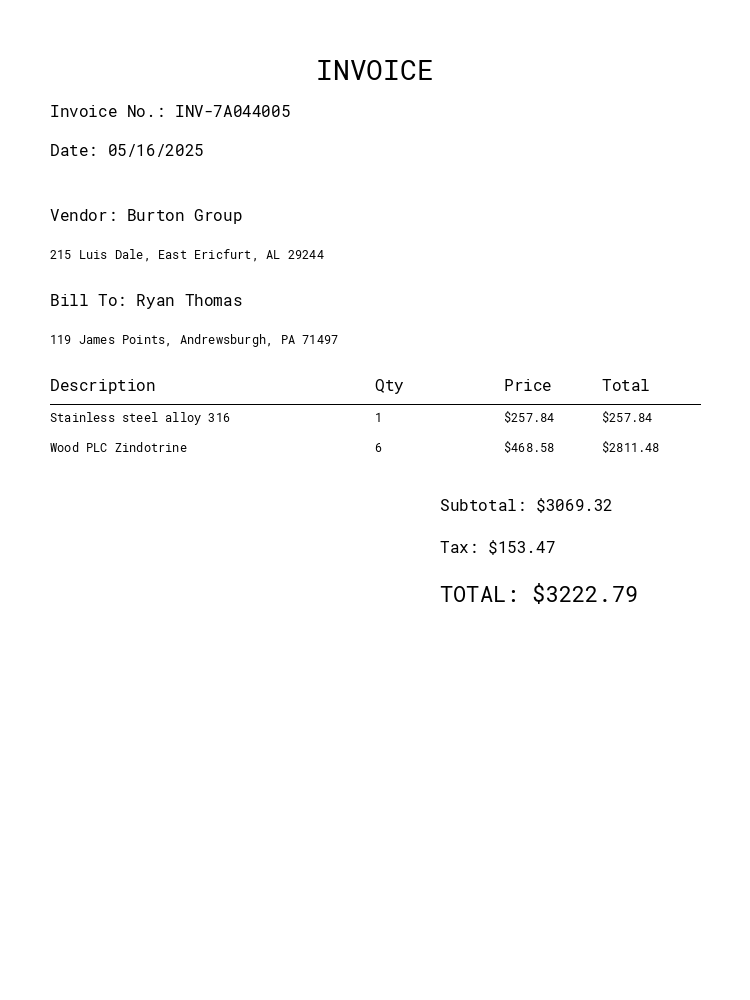 INVOICE
Invoice No.: INV-7A044005
Date: 05/16/2025
Vendor: Burton Group
215 Luis Dale, East Ericfurt, AL 29244
Bill To: Ryan Thomas
119 James Points, Andrewsburgh, PA 71497
Description Qty Price Total
Stainless steel alloy 316 1 $257.84 $257.84
Wood PLC Zindotrine 6 $468.58 $2811.48
Subtotal: $3069.32
Tax: $153.47
TOTAL: $3222.79